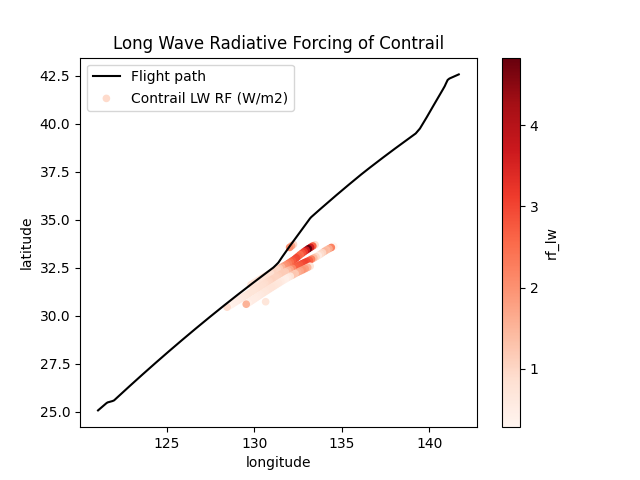 Long Wave Radiative Forcing of Contrail
Flight path
Contrail LW RF (W/m2)
42.5
40.0
37.5
35.0
32.5
30.0
27.5
25.0
latitude
125
130
135
140
longitude
4
3
2
1
rf_lw